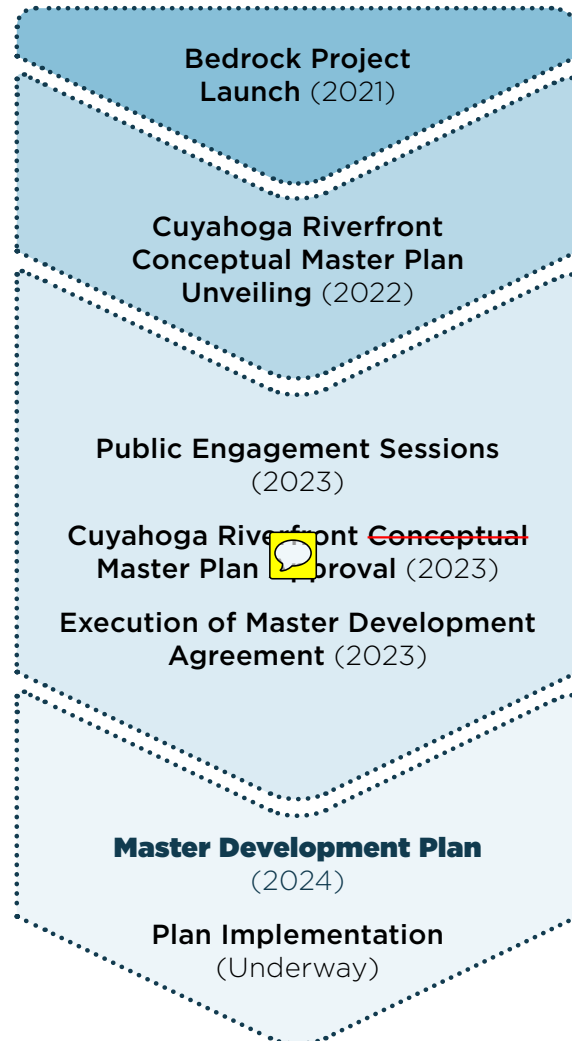 Bedrock Project
Launch (2021)
Cuyahoga Riverfront
Conceptual Master Plan
Unveiling (2022)
Public Engagement Sessions
(2023)
Cuyahoga Riverfront Conceptual
Master Plan (2023)
Execution of Master Development
Agreement (2023)
Master Development Plan
(2024)
Plan Implementation
(Underway)